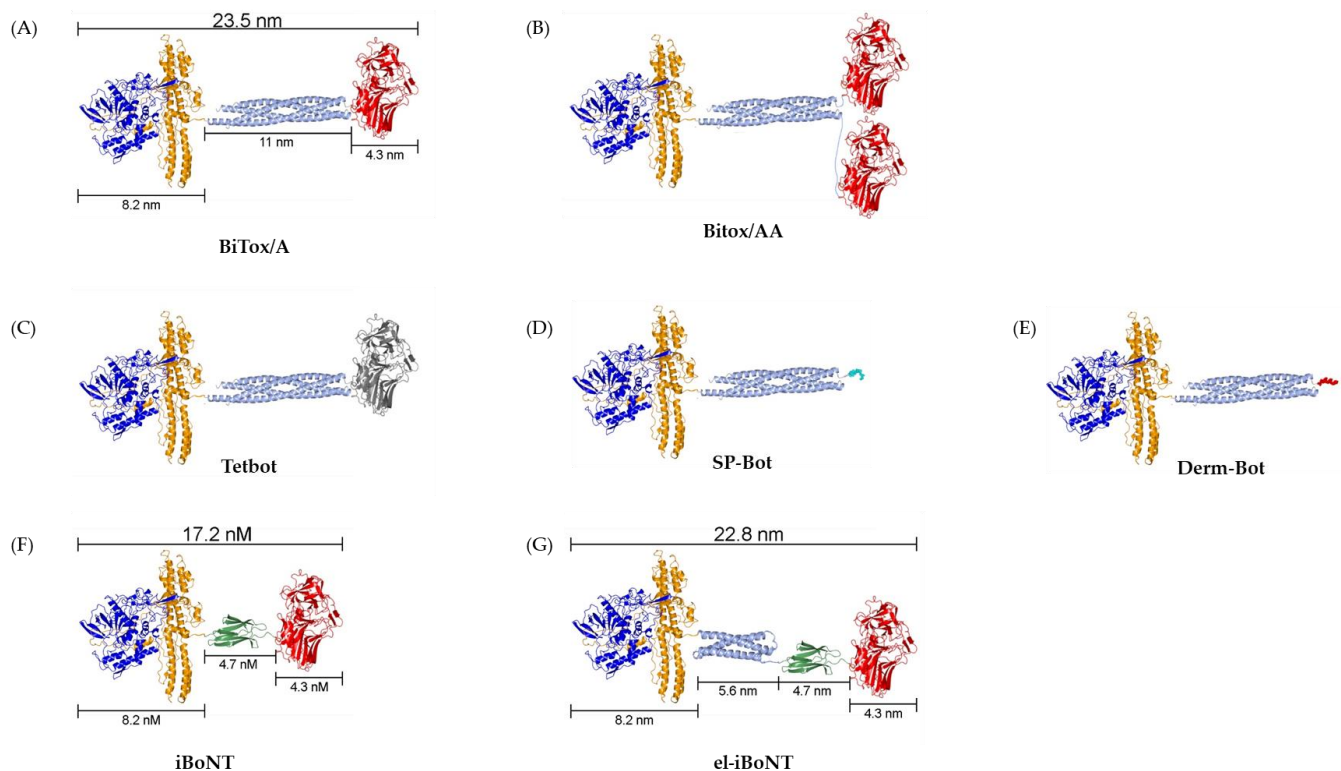 (A)
23.5 nm
11 nm
4.3 nm
8.2 nm
BiTox/A
(B)
Bitox/AA
(C)
Tetbot
(D)
SP-Bot
(E)
Derm-Bot
(F)
17.2 nM
4.7 nM
4.3 nM
8.2 nM
iBoNT
(G)
22.8 nm
5.6 nm
4.7 nm
4.3 nm
8.2 nm
el-iBoNT